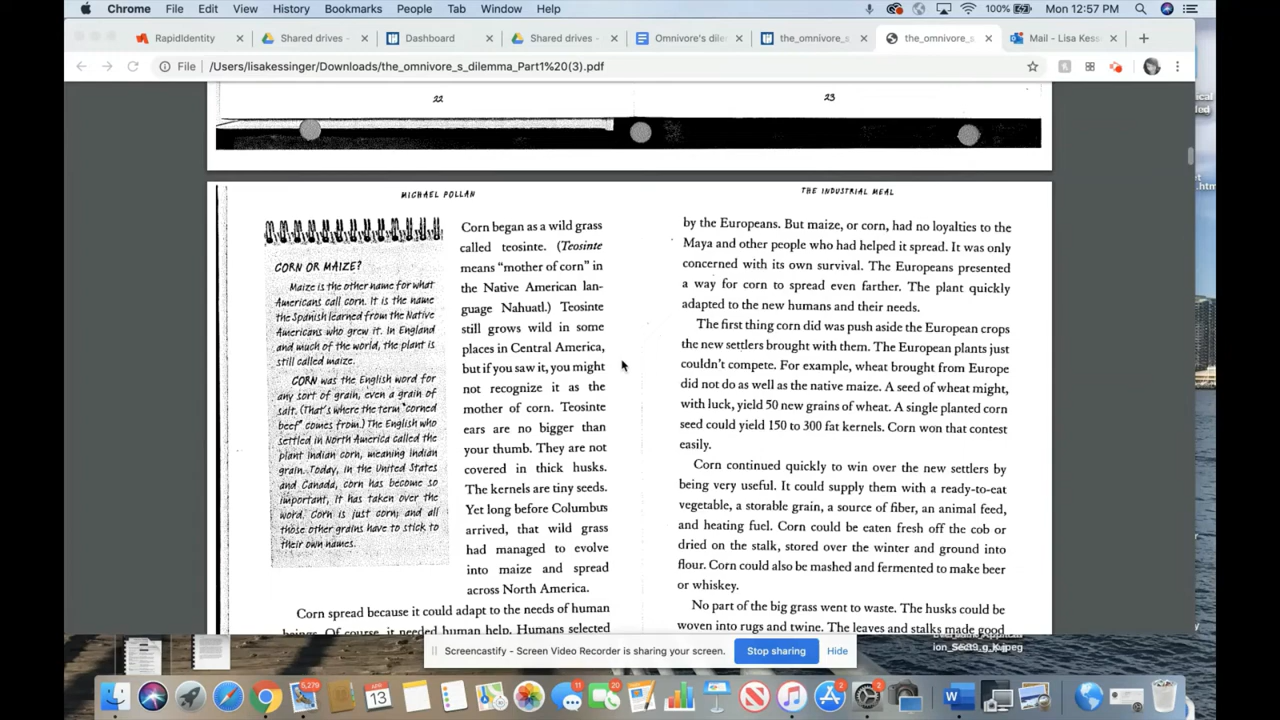 Chrome File Edit View History Bookmarks People Tab Window Help 100% Mon 12:57 PM
RapidIdentity Shared drives - Dashboard Shared drives - Omnivore's dile the_omnivore_s the_omnivore_s_ Mail - Lisa Kess
File /Users/lisakessinger/Downloads/the_omnivore_s_dilemma_Part1%20(3).pdf
22
23
MICHAEL POLLAN
CORN OR MAIZE?
Maize is the other name for what
Americans call corn. It is the name
the Spanish learned from the Native
Americans who grew it. In England
and much of the world, the plant is
still called maize.
CORN was the English word for
any sort of grain, even a grain of
salt. (That's where the term "corned
beef" comes from.) The English who
settled in North America called the
plant Indian corn, meaning Indian
grain. Today, in the United States
and Canada, corn has become so
important, it has taken over the
word. Corn is just corn; and all
those other grains have to stick to
their own names.
Corn began as a wild grass
called teosinte. (Teosinte
means "mother of corn" in
the Native American lan-
guage Nahuatl.) Teosinte
still grows wild in some
places in Central America,
but if you saw it, you might
not recognize it as the
mother of corn. Teosinte
ears are no bigger than
your thumb. They are not
covered in thick husks.
The kernels are tiny seeds.
Yet long before Columbus
arrived, that wild grass
had managed to evolve
into maize and spread
across North America.
Corn spread because it could adapt to the needs of human
beings. Of course, it needed human help. Humans selected
THE INDUSTRIAL MEAL
by the Europeans. But maize, or corn, had no loyalties to the
Maya and other people who had helped it spread. It was only
concerned with its own survival. The Europeans presented
a way for corn to spread even farther. The plant quickly
adapted to the new humans and their needs.
The first thing corn did was push aside the European crops
the new settlers brought with them. The European plants just
couldn't compete. For example, wheat brought from Europe
did not do as well as the native maize. A seed of wheat might,
with luck, yield 50 new grains of wheat. A single planted corn
seed could yield 150 to 300 fat kernels. Corn won that contest
easily.
Corn continued quickly to win over the new settlers by
being very useful. It could supply them with a ready-to-eat
vegetable, a storable grain, a source of fiber, an animal feed,
and heating fuel. Corn could be eaten fresh off the cob or
dried on the stalk, stored over the winter and ground into
flour. Corn could also be mashed and fermented to make beer
or whiskey.
No part of the big grass went to waste. The husks could be
woven into rugs and twine. The leaves and stalks made good
Screencastify - Screen Video Recorder is sharing your screen. Stop sharing Hide
5,279 11 20 2 2